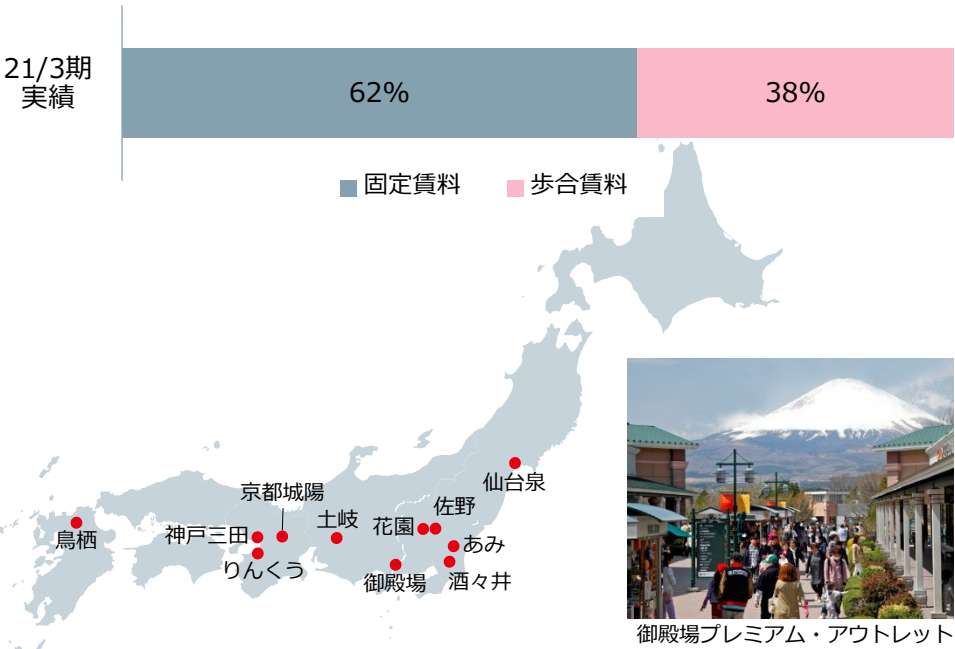 21/3期
実績
62%
38%
固定賃料
歩合賃料
仙台泉
京都城陽
佐野
土岐
花園
神戸三田
鳥栖
あみ
りんくう
御殿場
酒々井
御殿場プレミアム・アウトレット